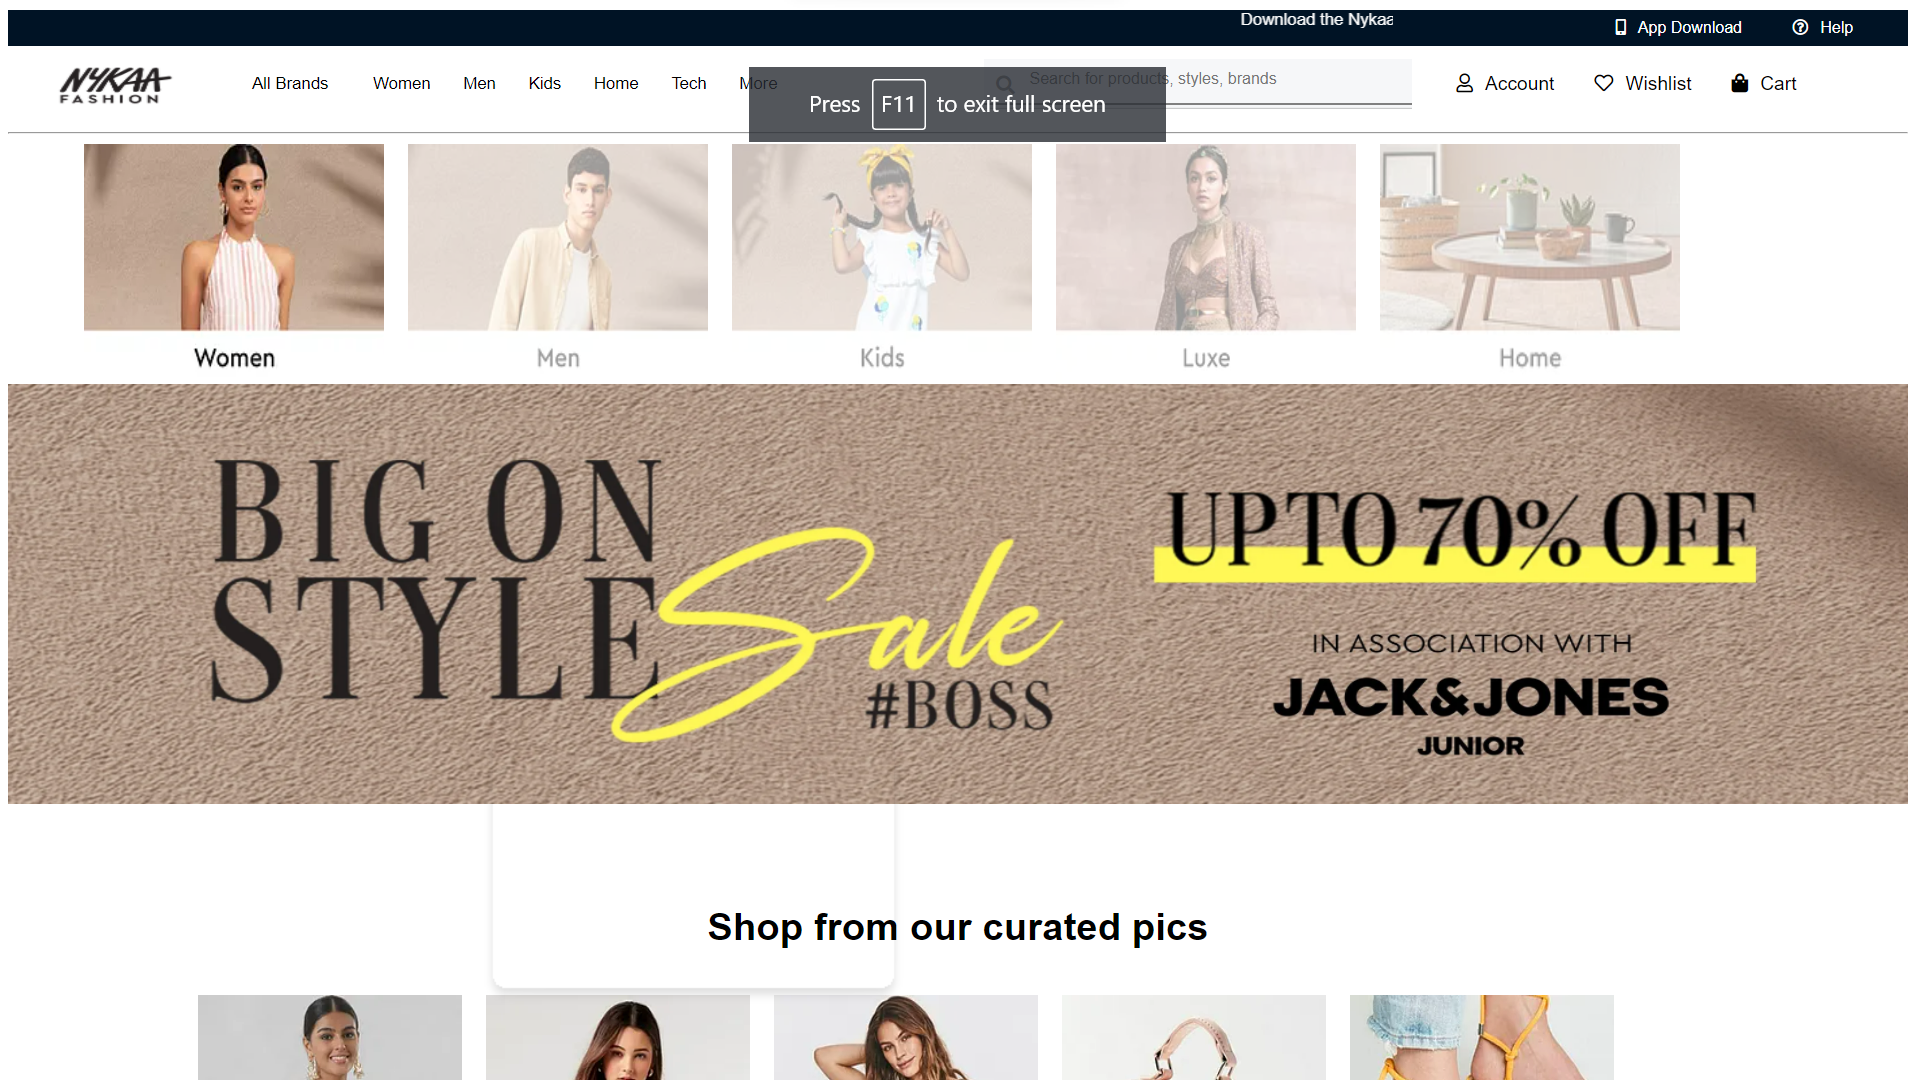 Download the Nykaa
App Download
Help
NYKAA
FASHION
All Brands
Women
Men
Kids
Home
Tech
More
Search for products, styles, brands
Account
Wishlist
Cart
Press F11 to exit full screen
Women
Men
Kids
Luxe
Home
BIG ON
STYLE
Sale
#BOSS
UPTO 70% OFF
IN ASSOCIATION WITH
JACK&JONES
JUNIOR
Shop from our curated pics